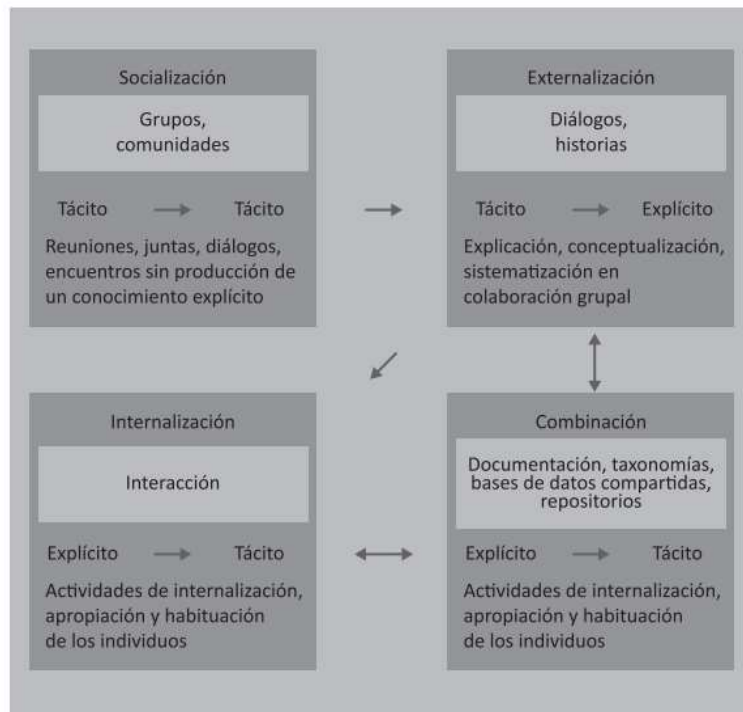 Socialización
Grupos,
comunidades
Tácito Tácito
Reuniones, juntas, diálogos,
encuentros sin producción de
un conocimiento explícito
Externalización
Diálogos,
historias
Tácito Explícito
Explicación, conceptualización,
sistematización en
colaboración grupal
Internalización
Interacción
Explícito Tácito
Actividades de internalización,
apropiación y habituación
de los individuos
Combinación
Documentación, taxonomías,
bases de datos compartidas,
repositorios
Explícito Tácito
Actividades de internalización,
apropiación y habituación
de los individuos